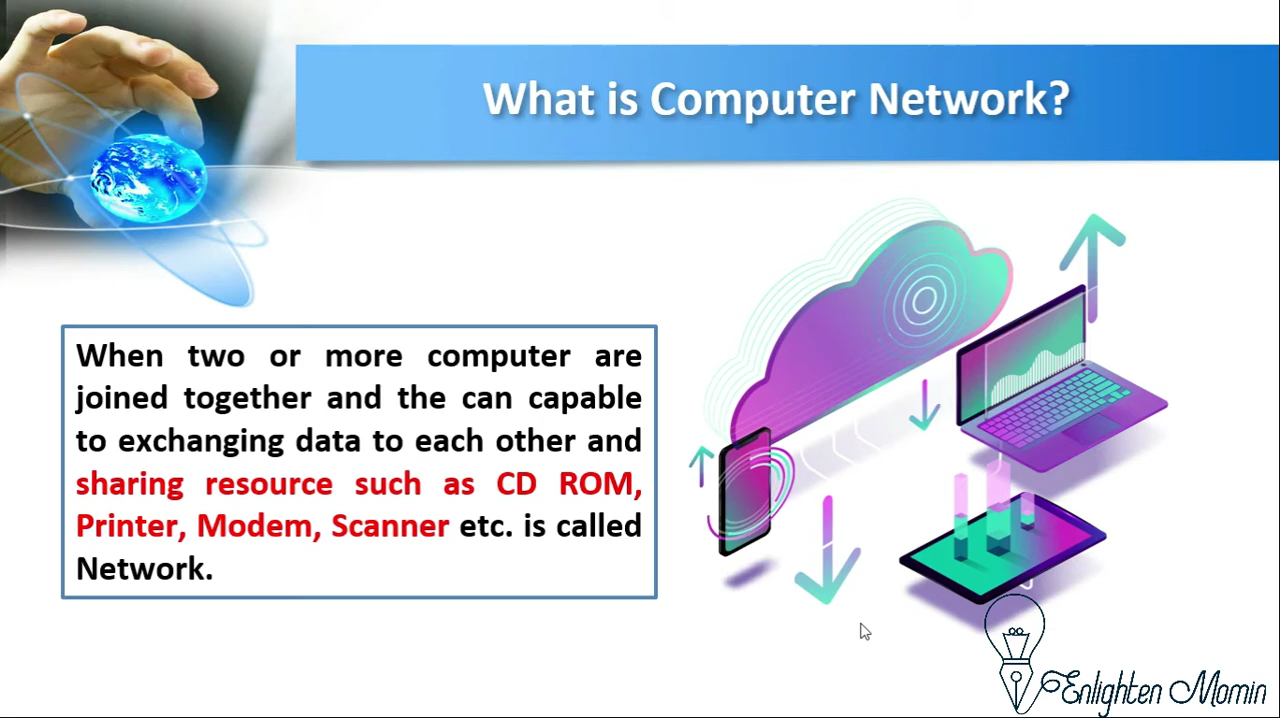 What is Computer Network?
When two or more computer are
joined together and the can capable
to exchanging data to each other and
sharing resource such as CD ROM,
Printer, Modem, Scanner etc. is called
Network.
Enlighten Momin